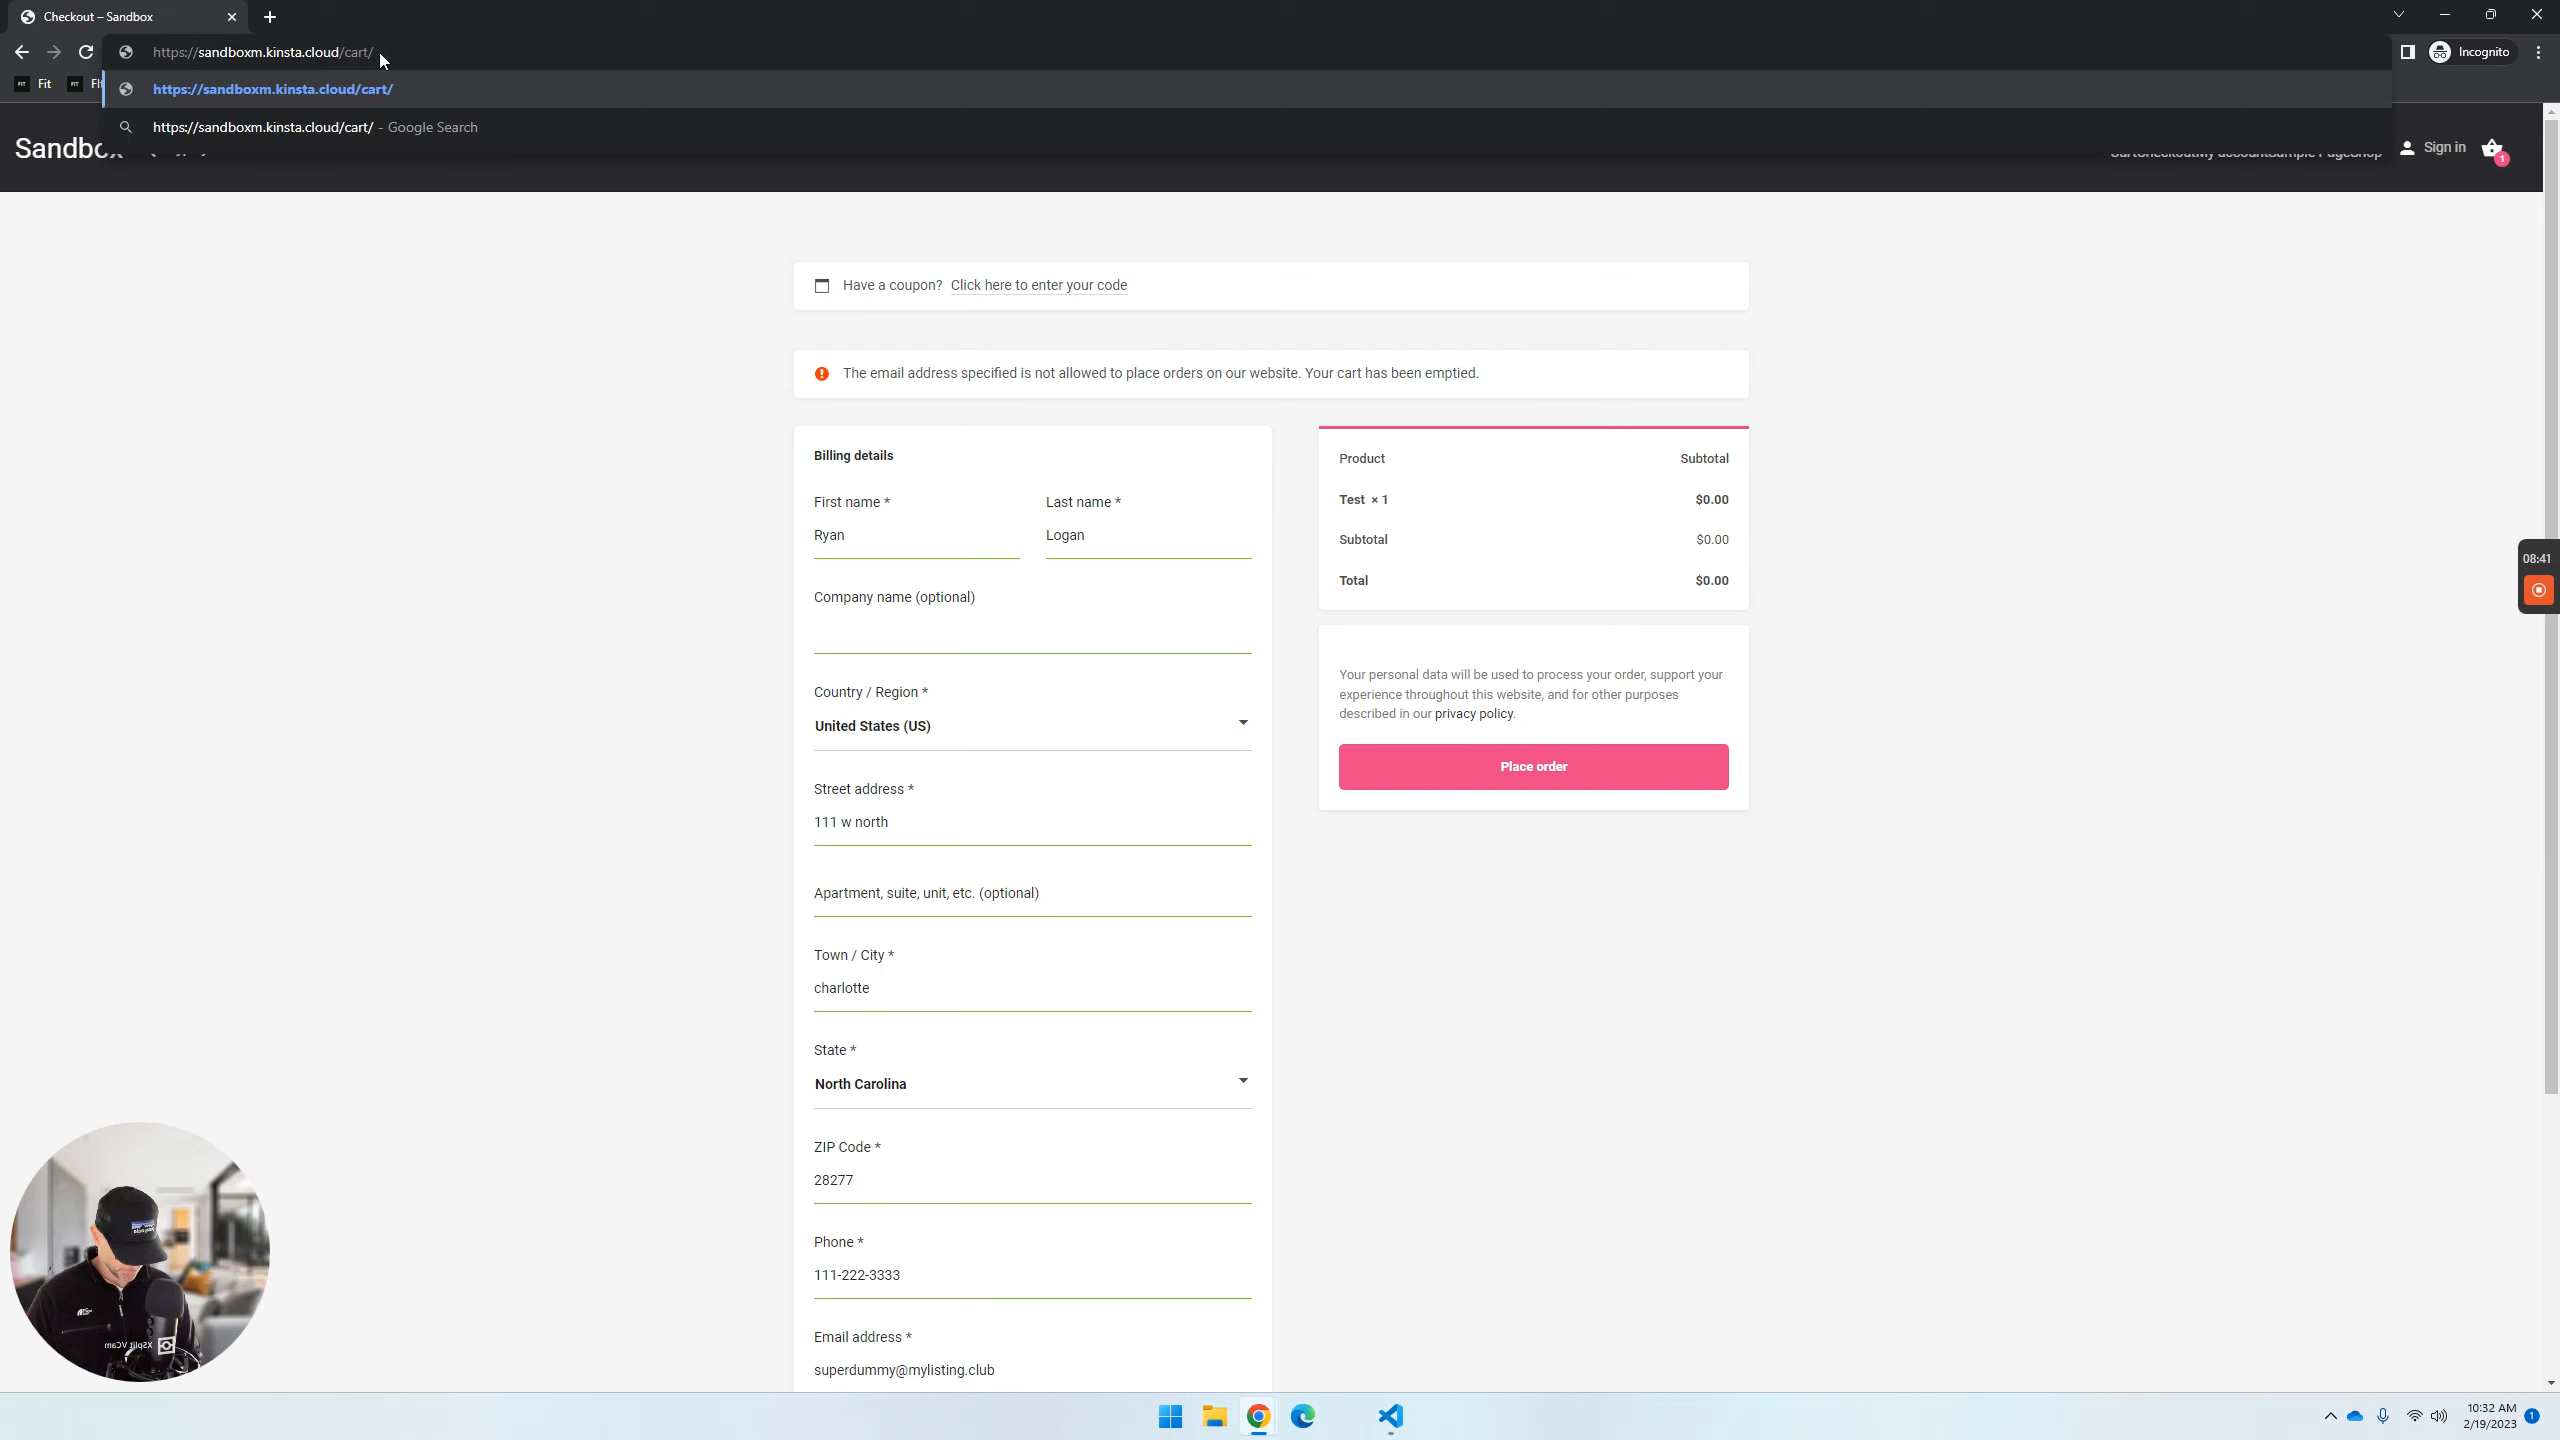 Checkout – Sandbox
https://sandboxm.kinsta.cloud/cart/
Incognito
Fit
https://sandboxm.kinsta.cloud/cart/
https://sandboxm.kinsta.cloud/cart/ - Google Search
Sign in
1
Have a coupon? Click here to enter your code
The email address specified is not allowed to place orders on our website. Your cart has been emptied.
Billing details
First name *
Last name *
Ryan
Logan
Company name (optional)
Country / Region *
United States (US)
Street address *
111 w north
Apartment, suite, unit, etc. (optional)
Town / City *
charlotte
State *
North Carolina
ZIP Code *
28277
Phone *
111-222-3333
Email address *
superdummy@mylisting.club
Product
Subtotal
Test × 1
$0.00
Subtotal
$0.00
Total
$0.00
Your personal data will be used to process your order, support your
experience throughout this website, and for other purposes
described in our privacy policy.
Place order
08:41
XSplit VCam
10:32 AM
2/19/2023
1